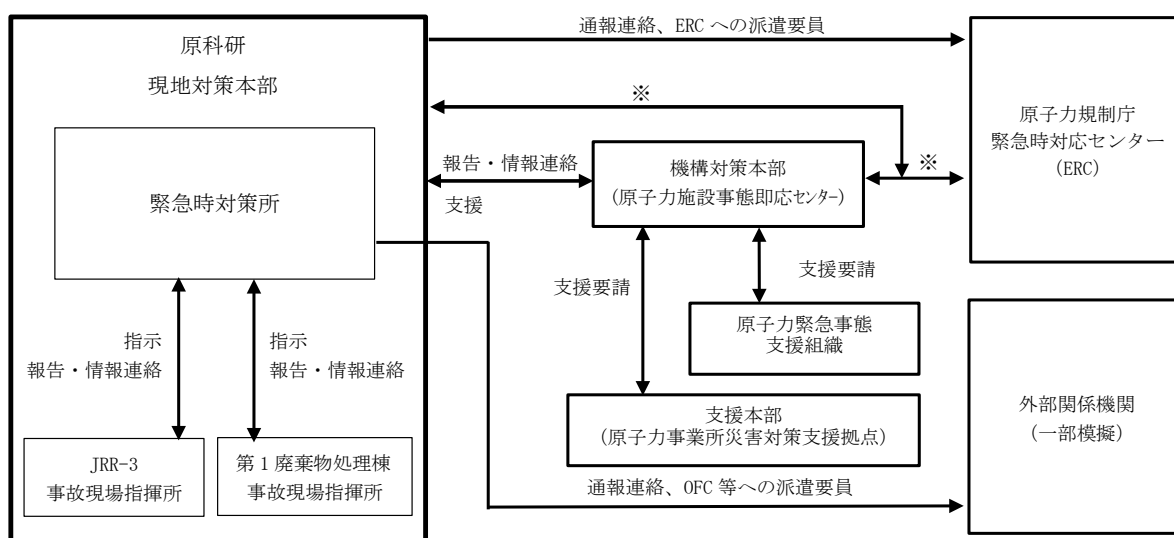 原科研
現地対策本部
緊急時対策所
指示
報告・情報連絡
指示
報告・情報連絡
JRR-3
事故現場指揮所
第1廃棄物処理棟
事故現場指揮所
通報連絡、ERCへの派遣要員
※
報告・情報連絡
支援
機構対策本部
(原子力施設事態即応ｾﾝﾀｰ)
※
支援要請
支援要請
原子力緊急事態
支援組織
支援本部
(原子力事業所災害対策支援拠点)
通報連絡、OFC等への派遣要員
原子力規制庁
緊急時対応センター
(ERC)
外部関係機関
(一部模擬)